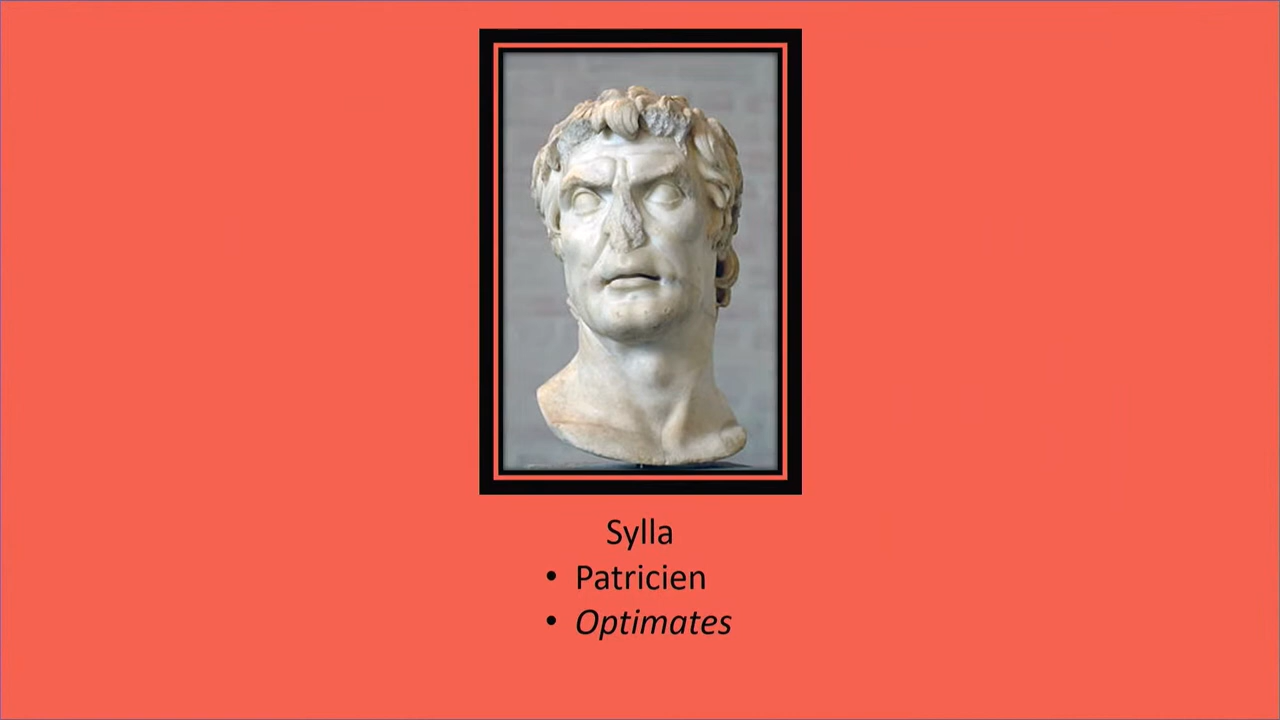 Sylla
• Patricien
• Optimates